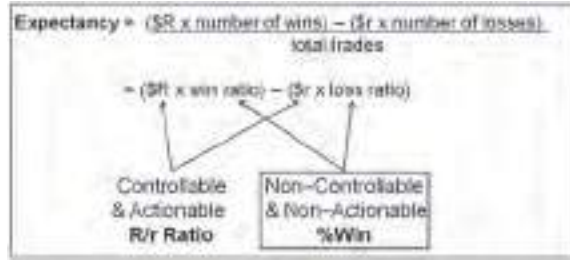 Expectancy = ($R x number of wins) – ($r x number of losses)
total trades
= ($R x win ratio) – ($r x loss ratio)
Controllable
& Actionable
R/r Ratio
Non–Controllable
& Non–Actionable
%Win